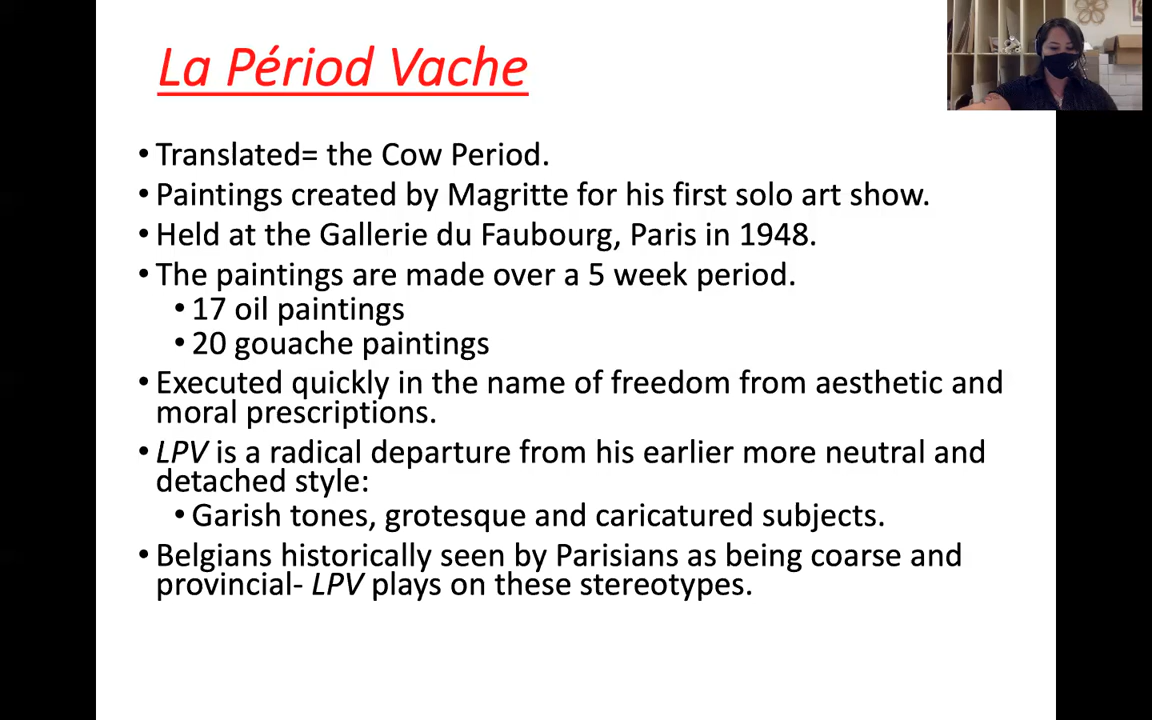 La Périod Vache
• Translated= the Cow Period.
• Paintings created by Magritte for his first solo art show.
• Held at the Gallerie du Faubourg, Paris in 1948.
• The paintings are made over a 5 week period.
• 17 oil paintings
• 20 gouache paintings
• Executed quickly in the name of freedom from aesthetic and
moral prescriptions.
• LPV is a radical departure from his earlier more neutral and
detached style:
• Garish tones, grotesque and caricatured subjects.
• Belgians historically seen by Parisians as being coarse and
provincial- LPV plays on these stereotypes.